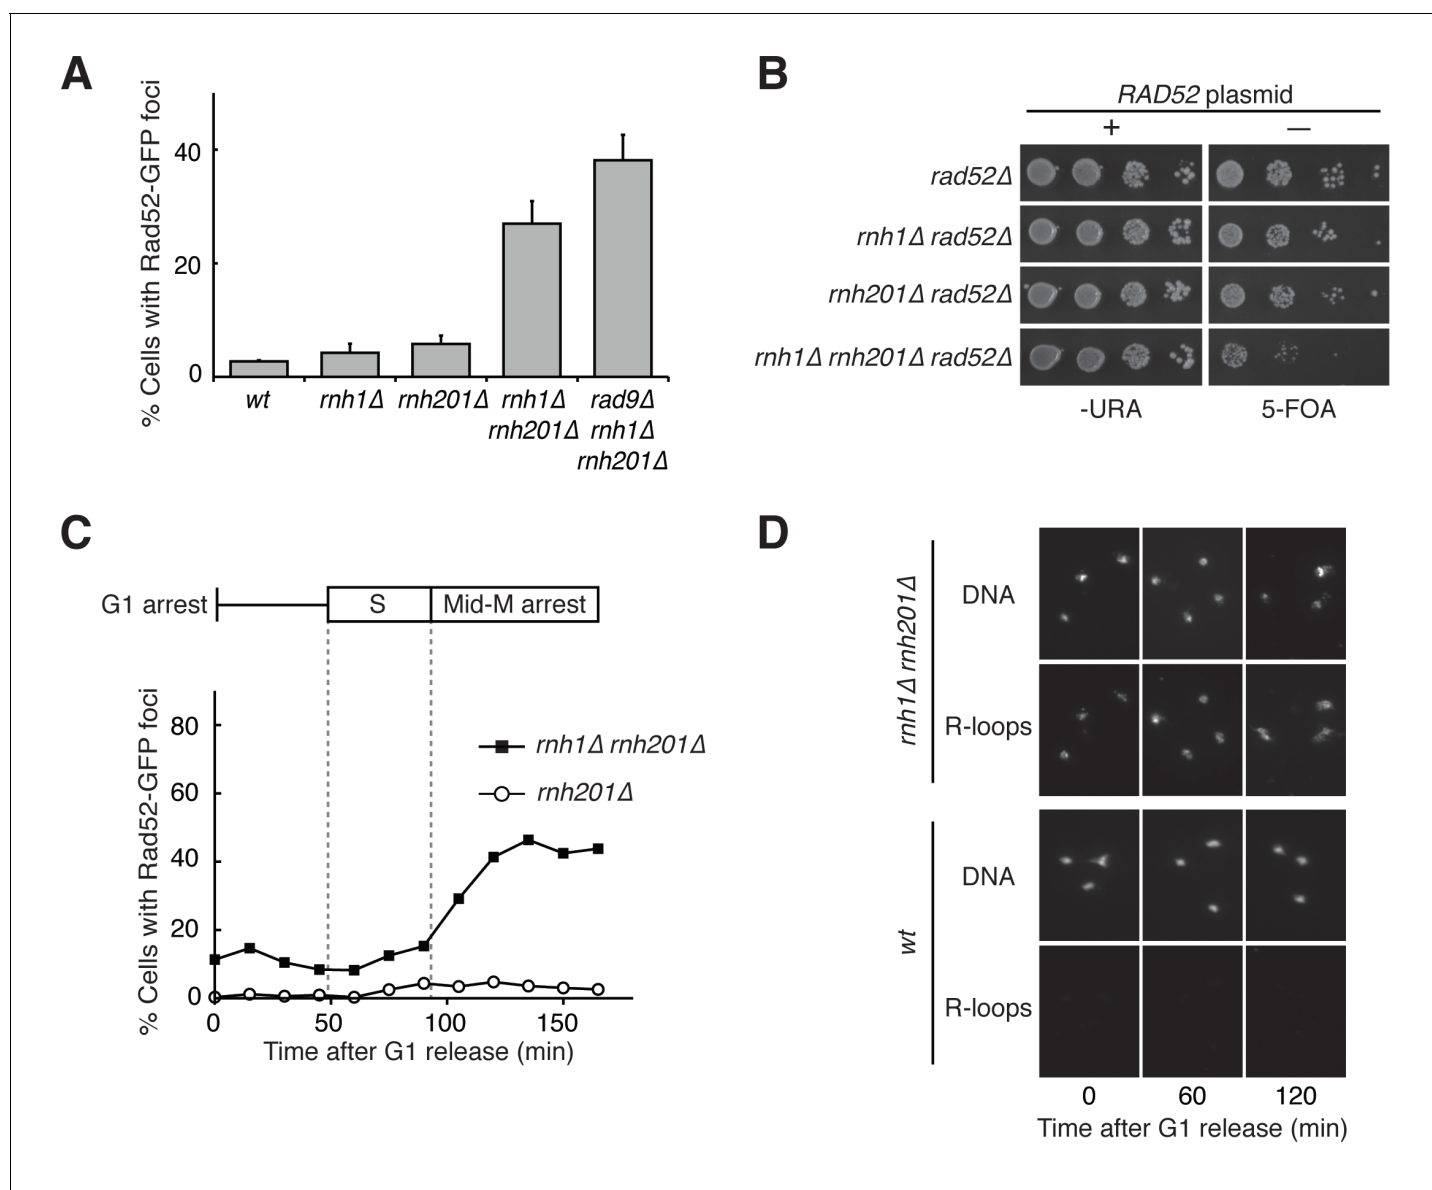 A
% Cells with Rad52-GFP foci
40
20
0
wt
rnh1Δ
rnh201Δ
rnh1Δ
rnh201Δ
rad9Δ
rnh1Δ
rnh201Δ
B
RAD52 plasmid
+
—
rad52Δ
rnh1Δ rad52Δ
rnh201Δ rad52Δ
rnh1Δ rnh201Δ rad52Δ
-URA
5-FOA
C
G1 arrest
S
Mid-M arrest
% Cells with Rad52-GFP foci
80
60
40
20
0
rnh1Δ rnh201Δ
rnh201Δ
0
50
100
150
Time after G1 release (min)
D
rnh1Δ rnh201Δ
DNA
R-loops
wt
DNA
R-loops
0
60
120
Time after G1 release (min)